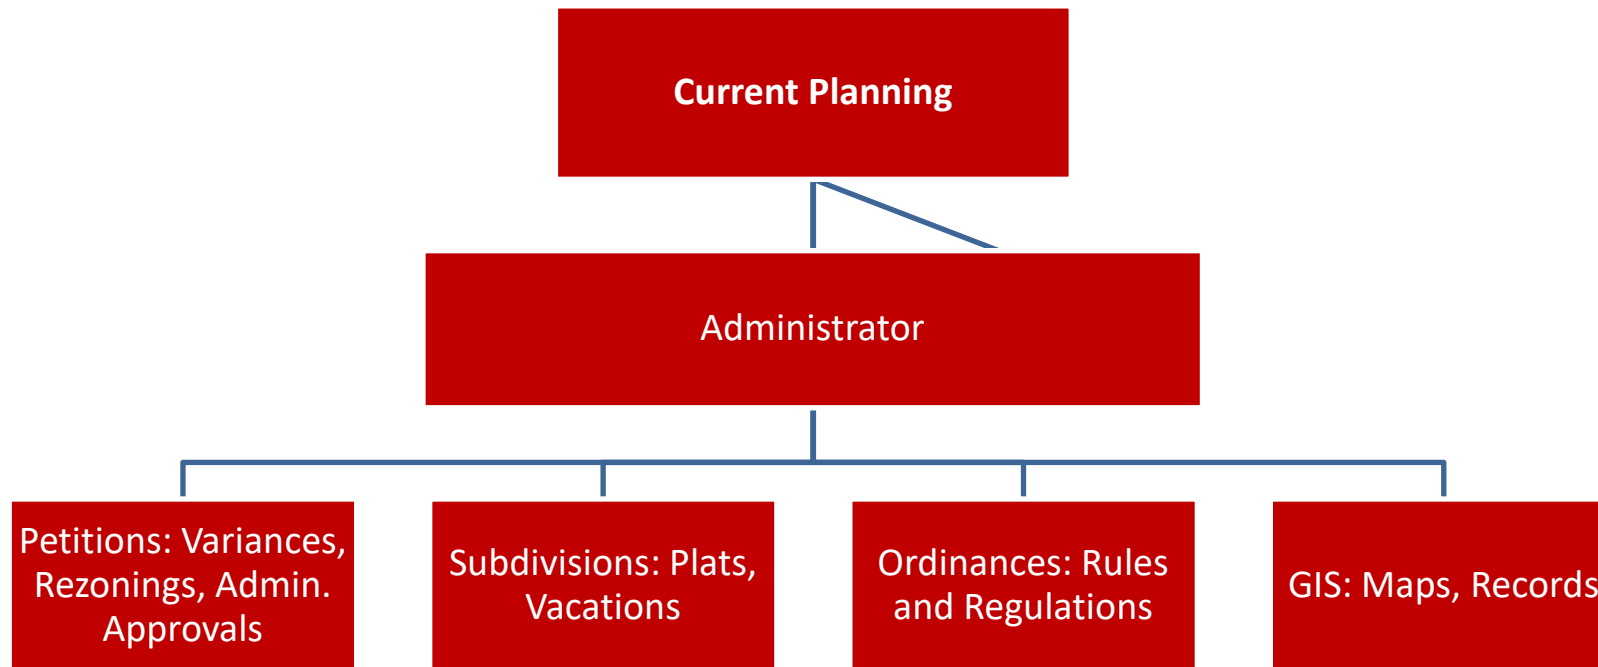 Current Planning
Administrator
Petitions: Variances,
Rezonings, Admin.
Approvals
Subdivisions: Plats,
Vacations
Ordinances: Rules
and Regulations
GIS: Maps, Records